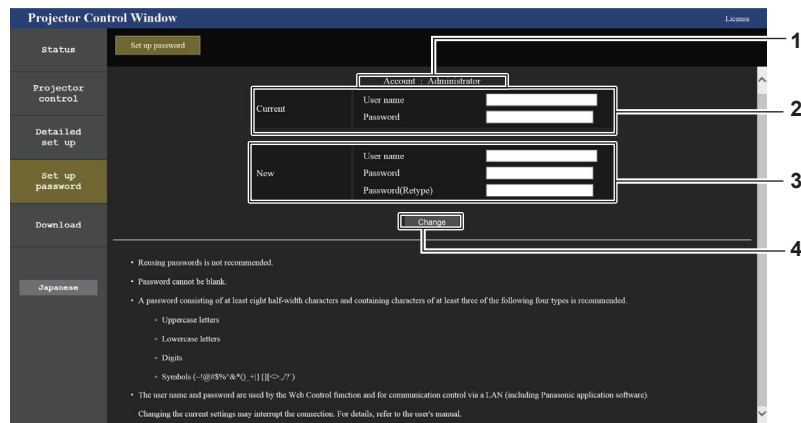 Projector Control Window
License
Status
Set up password
1
Account : Administrator
Projector
control
Current
User name
Password
2
Detailed
set up
New
User name
Password
Password(Retype)
3
Set up
password
Change
4
Download
Japanese
• Reusing passwords is not recommended.
• Password cannot be blank.
• A password consisting of at least eight half-width characters and containing characters of at least three of the following four types is recommended.
- Uppercase letters
- Lowercase letters
- Digits
- Symbols (~!@#$%^&*()_+|}{][<>.,/?`)
• The user name and password are used by the Web Control function and for communication control via a LAN (including Panasonic application software).
Changing the current settings may interrupt the connection. For details, refer to the user's manual.